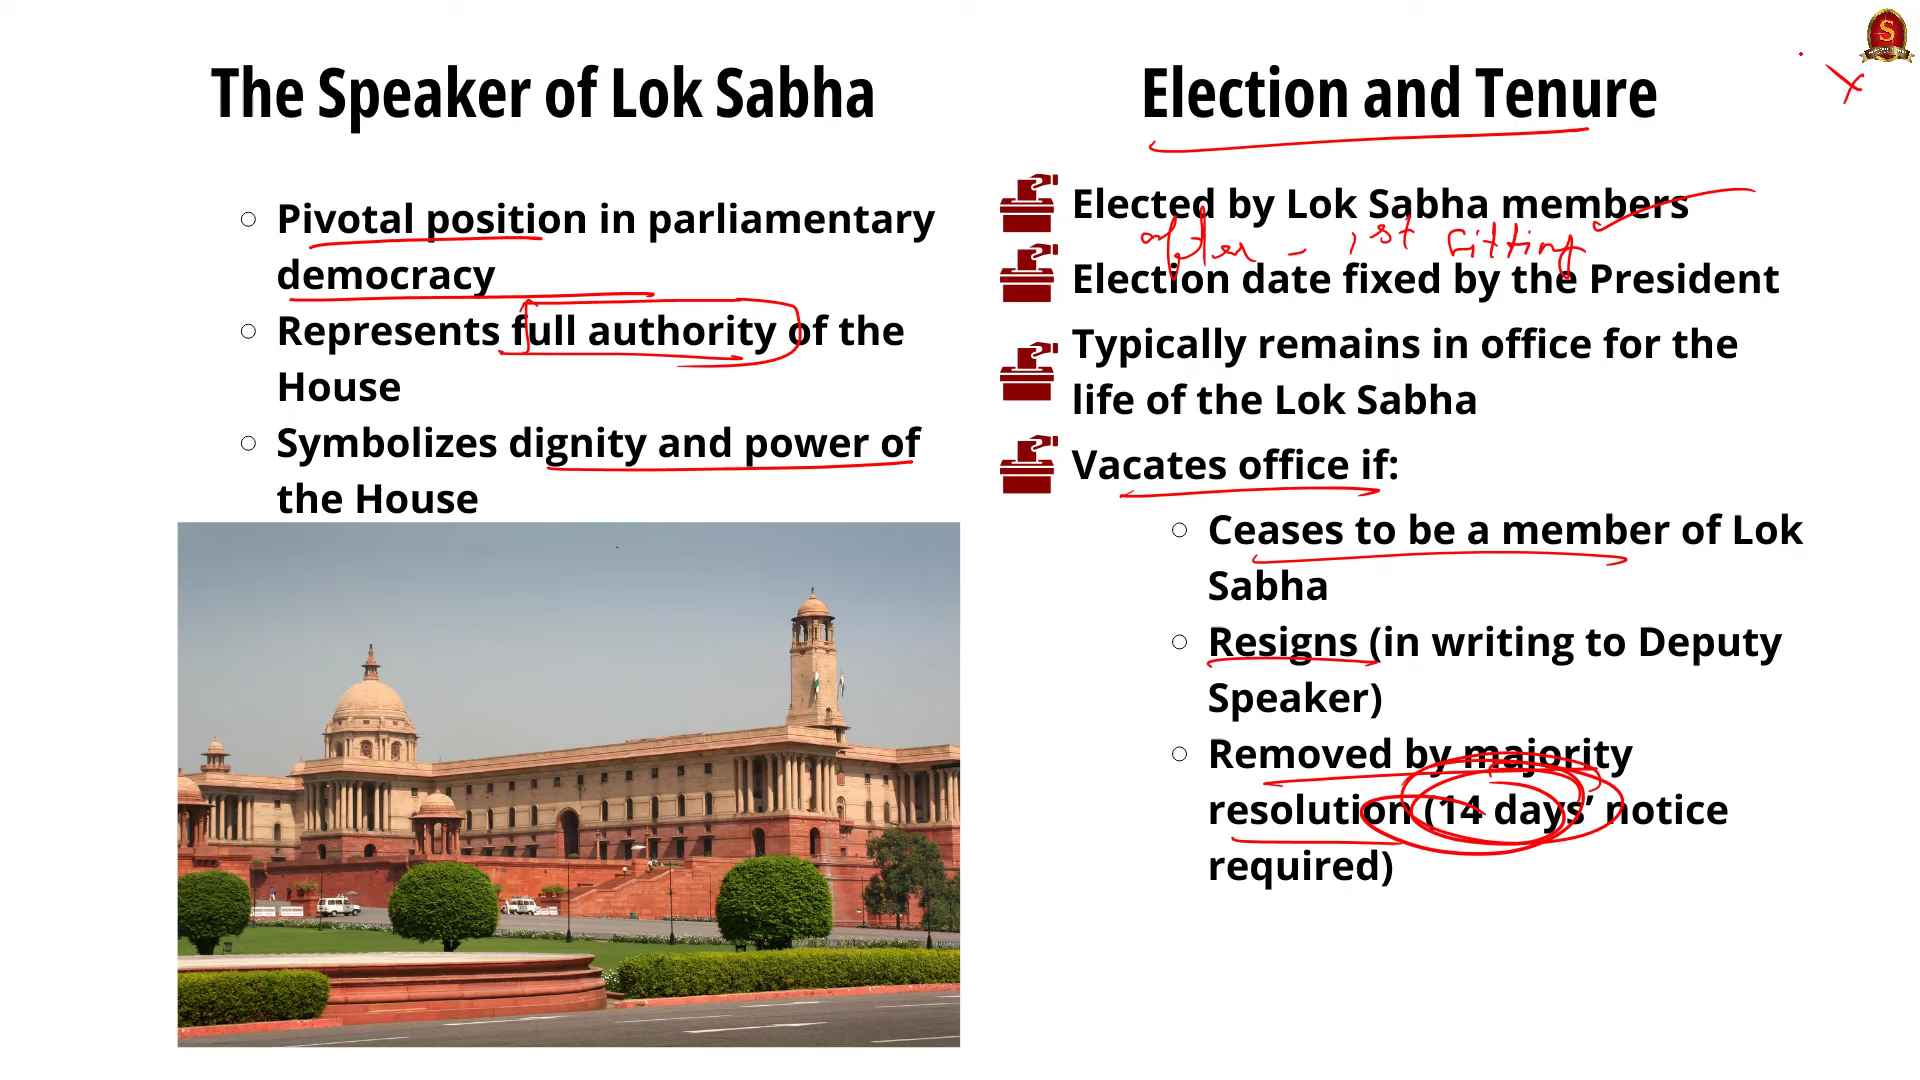 The Speaker of Lok Sabha
Pivotal position in parliamentary
democracy
Represents full authority of the
House
Symbolizes dignity and power of
the House
Election and Tenure
Elected by Lok Sabha members
after - 1st sitting
Election date fixed by the President
Typically remains in office for the
life of the Lok Sabha
Vacates office if:
Ceases to be a member of Lok
Sabha
Resigns (in writing to Deputy
Speaker)
Removed by majority
resolution (14 days’ notice
required)
S